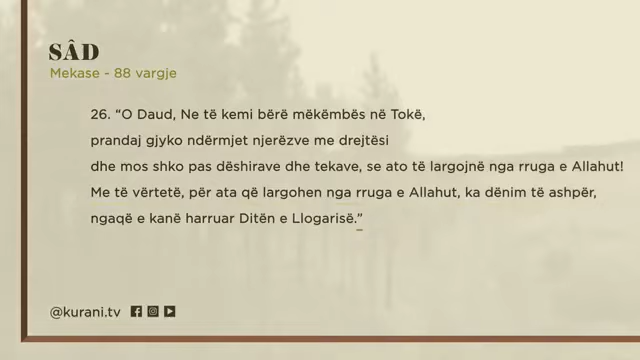 SÂD
Mekase - 88 vargje
26. “O Daud, Ne të kemi bërë mëkëmbës në Tokë,
prandaj gjyko ndërmjet njerëzve me drejtësi
dhe mos shko pas dëshirave dhe tekave, se ato të largojnë nga rruga e Allahut!
Me të vërtetë, për ata që largohen nga rruga e Allahut, ka dënim të ashpër,
ngaqë e kanë harruar Ditën e Llogarisë.”
@kurani.tv